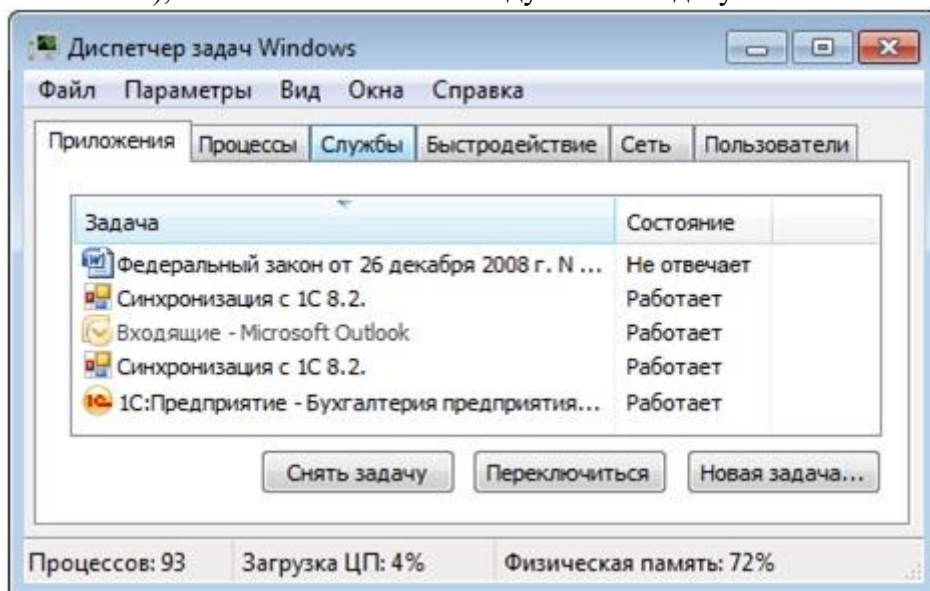 Диспетчер задач Windows
Файл Параметры Вид Окна Справка
Приложения Процессы Службы Быстродействие Сеть Пользователи
Задача Состояние
Федеральный закон от 26 декабря 2008 г. N ... Не отвечает
Синхронизация с 1С 8.2. Работает
Входящие - Microsoft Outlook Работает
Синхронизация с 1С 8.2. Работает
1С:Предприятие - Бухгалтерия предприятия... Работает
Снять задачу Переключиться Новая задача...
Процессов: 93 Загрузка ЦП: 4% Физическая память: 72%